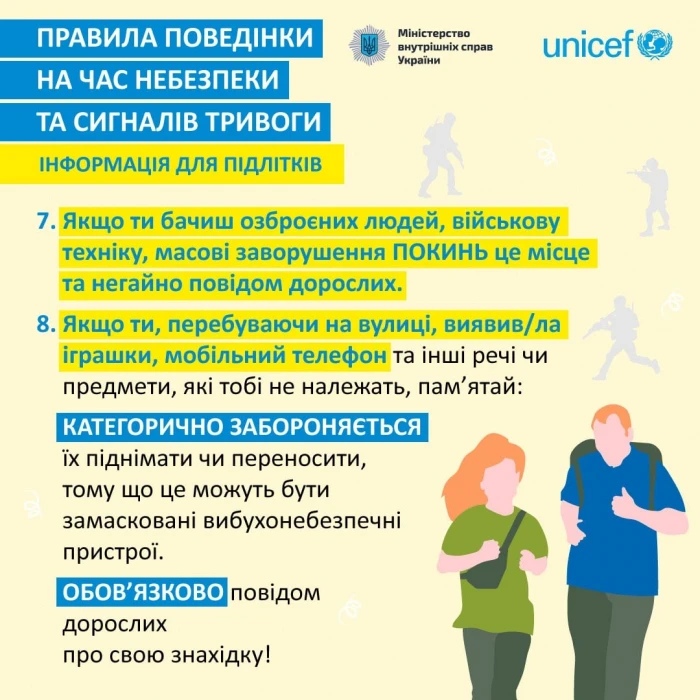 ПРАВИЛА ПОВЕДІНКИ
НА ЧАС НЕБЕЗПЕКИ
ТА СИГНАЛІВ ТРИВОГИ
ІНФОРМАЦІЯ ДЛЯ ПІДЛІТКІВ
Міністерство
внутрішніх справ
України
unicef
7. Якщо ти бачиш озброєних людей, військову
техніку, масові заворушення ПОКИНЬ це місце
та негайно повідом дорослих.
8. Якщо ти, перебуваючи на вулиці, виявив/ла
іграшки, мобільний телефон та інші речі чи
предмети, які тобі не належать, пам’ятай:
КАТЕГОРИЧНО ЗАБОРОНЯЄТЬСЯ
їх піднімати чи переносити,
тому що це можуть бути
замасковані вибухонебезпечні
пристрої.
ОБОВ’ЯЗКОВО повідом
дорослих
про свою знахідку!